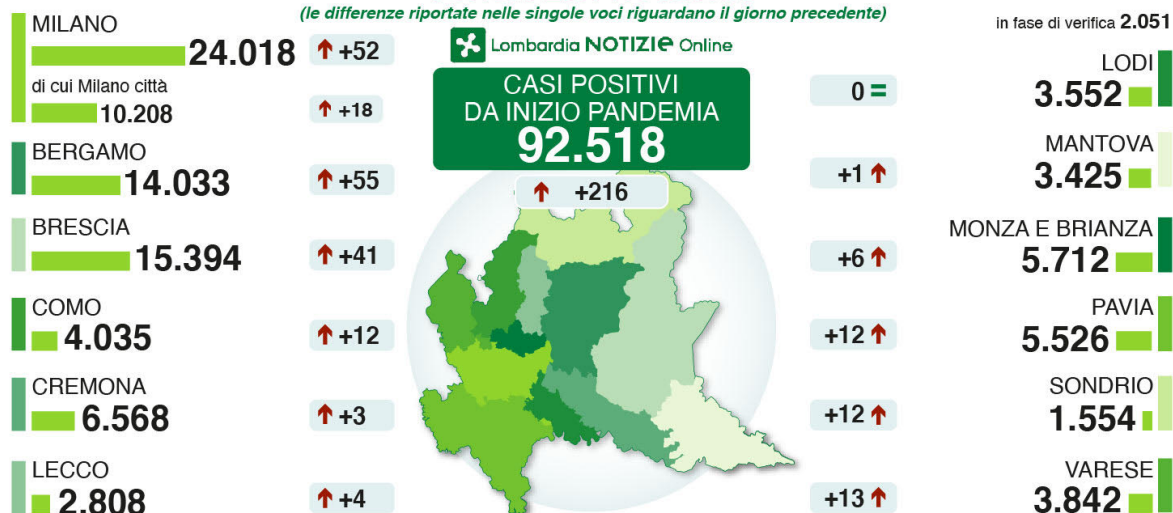 (le differenze riportate nelle singole voci riguardano il giorno precedente)
Lombardia NOTIZIE Online
CASI POSITIVI
DA INIZIO PANDEMIA
92.518
+216
MILANO
24.018
+52
di cui Milano città
10.208
+18
BERGAMO
14.033
+55
BRESCIA
15.394
+41
COMO
4.035
+12
CREMONA
6.568
+3
LECCO
2.808
+4
in fase di verifica 2.051
LODI
0 =
3.552
MANTOVA
+1
3.425
MONZA E BRIANZA
+6
5.712
PAVIA
+12
5.526
SONDRIO
+12
1.554
VARESE
+13
3.842